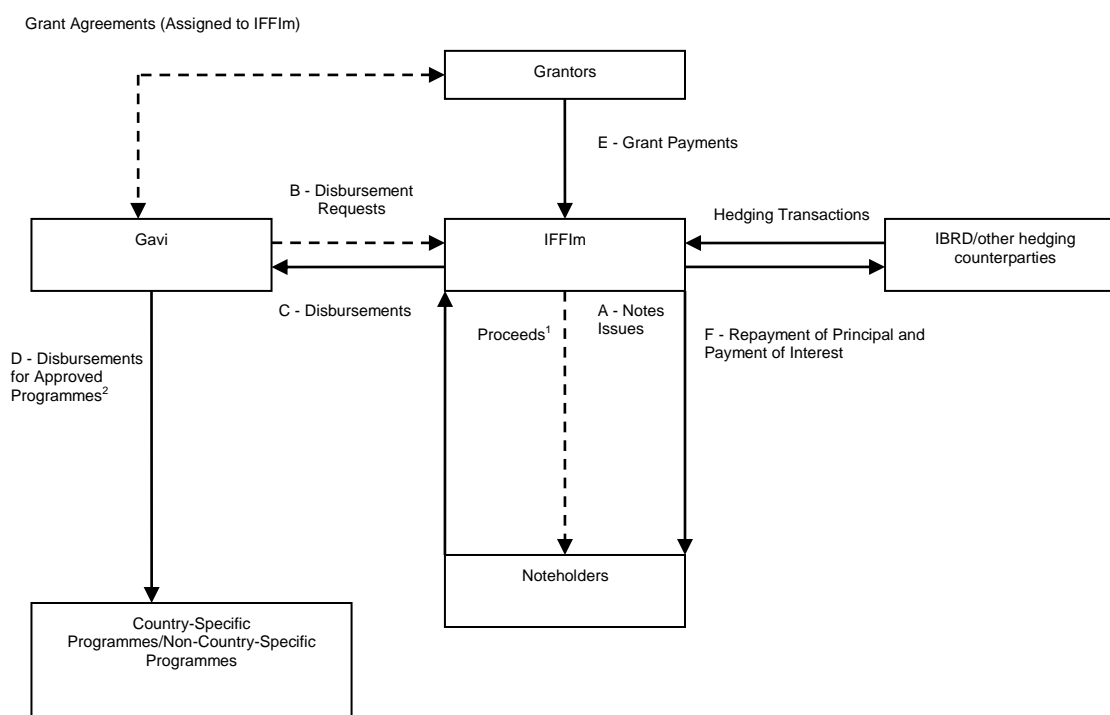 Grant Agreements (Assigned to IFFIm)
Grantors
E - Grant Payments
B - Disbursement
Requests
Hedging Transactions
Gavi
IFFIm
IBRD/other hedging
counterparties
C - Disbursements
Proceeds¹
A - Notes
Issues
F - Repayment of Principal and
Payment of Interest
D - Disbursements
for Approved
Programmes²
Noteholders
Country-Specific
Programmes/Non-Country-Specific
Programmes